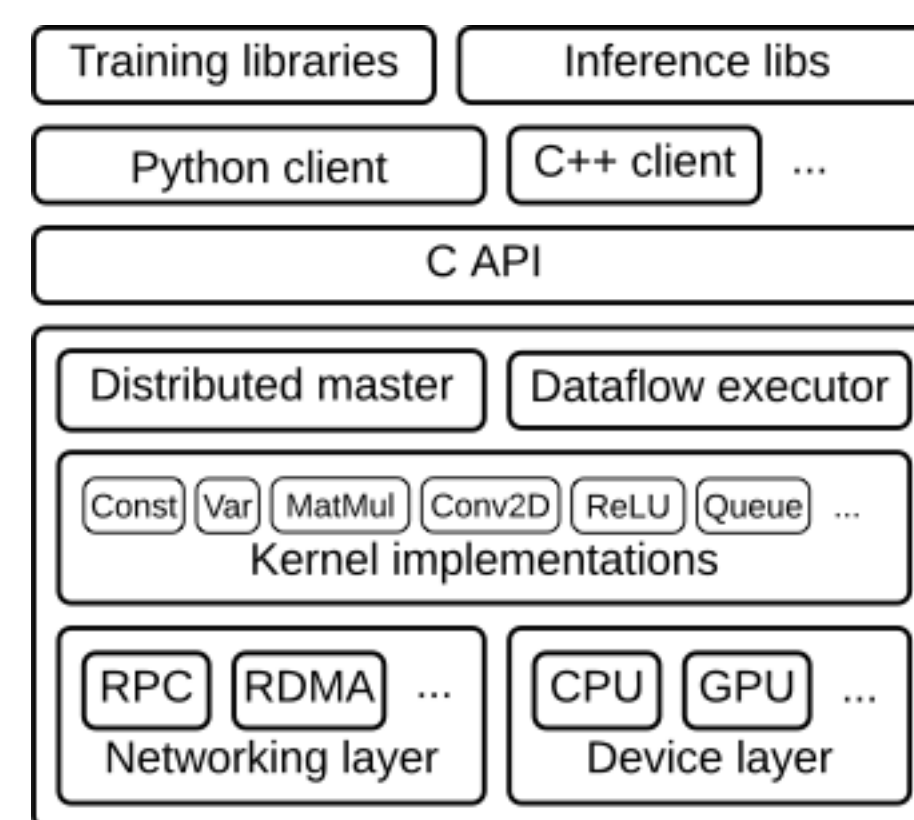 Training libraries Inference libs
Python client C++ client ...
C API
Distributed master Dataflow executor
Const Var MatMul Conv2D ReLU Queue ...
Kernel implementations
RPC RDMA ... CPU GPU ...
Networking layer Device layer